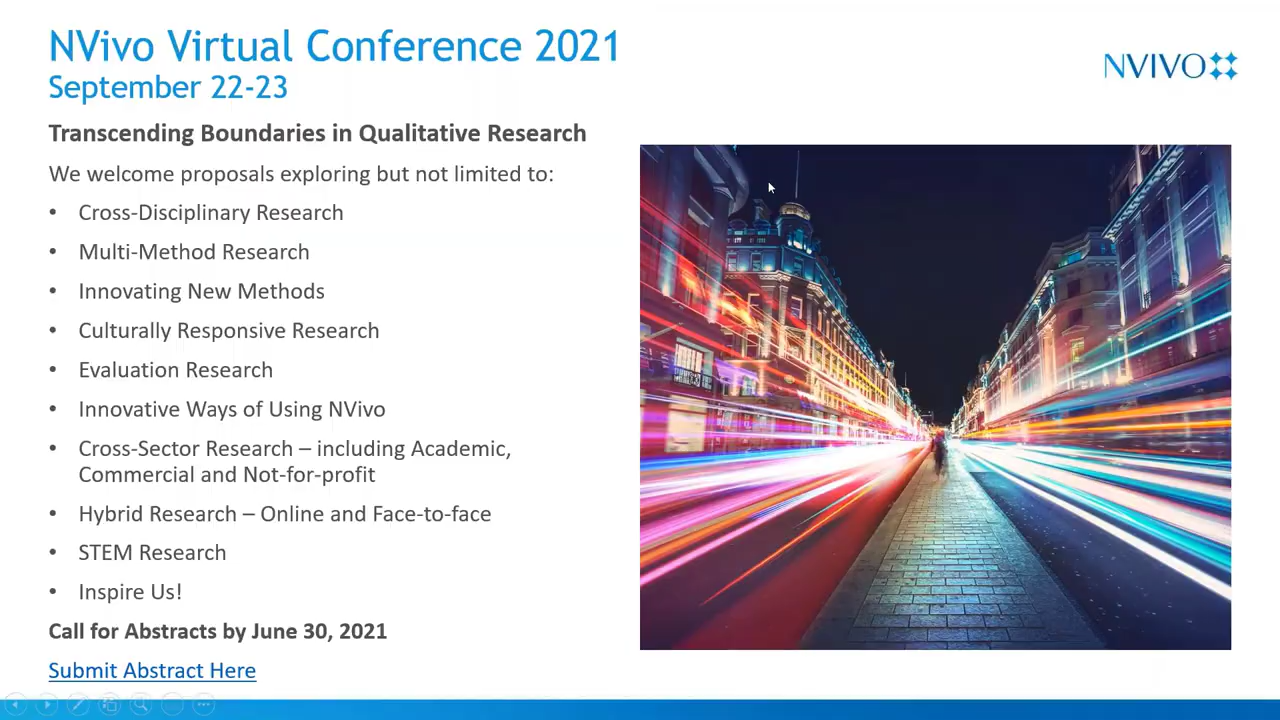 NVivo Virtual Conference 2021
September 22-23
NVIVO
Transcending Boundaries in Qualitative Research
We welcome proposals exploring but not limited to:
• Cross-Disciplinary Research
• Multi-Method Research
• Innovating New Methods
• Culturally Responsive Research
• Evaluation Research
• Innovative Ways of Using NVivo
• Cross-Sector Research – including Academic,
Commercial and Not-for-profit
• Hybrid Research – Online and Face-to-face
• STEM Research
• Inspire Us!
Call for Abstracts by June 30, 2021
Submit Abstract Here